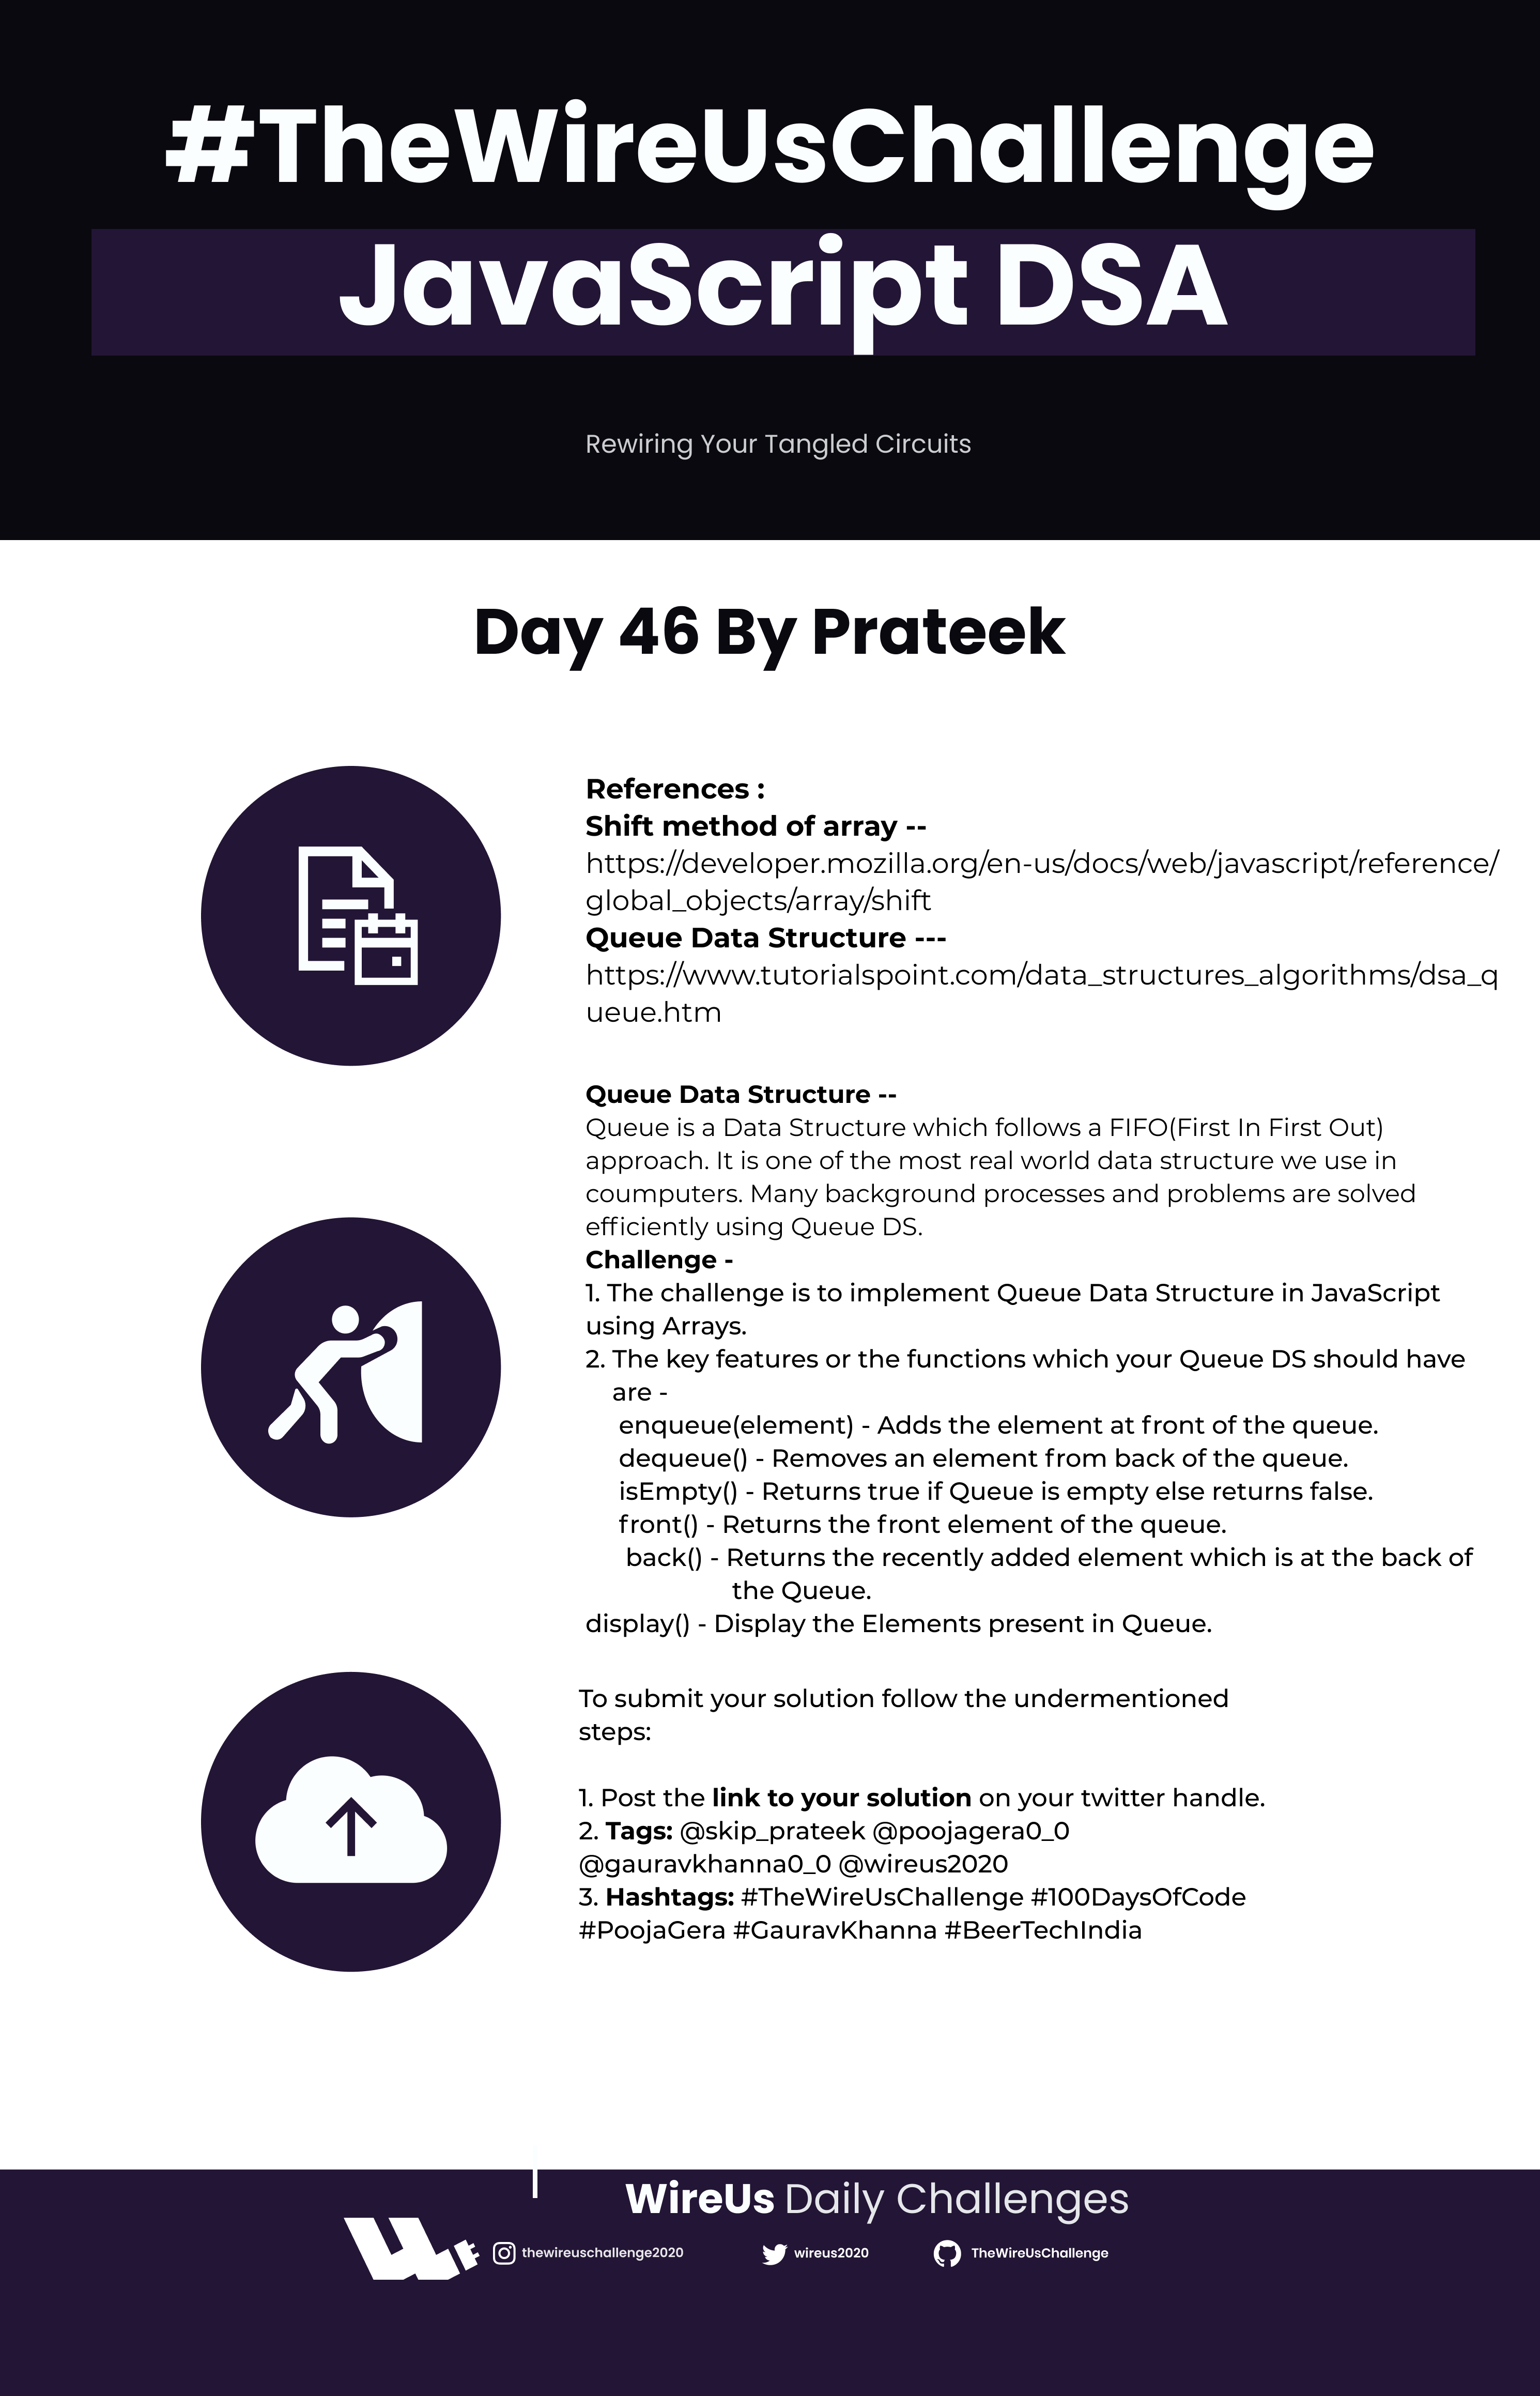 #TheWireUsChallenge
JavaScript DSA
Rewiring Your Tangled Circuits
Day 46 By Prateek
References :
Shift method of array --
https://developer.mozilla.org/en-us/docs/web/javascript/reference/
global_objects/array/shift
Queue Data Structure ---
https://www.tutorialspoint.com/data_structures_algorithms/dsa_q
ueue.htm
Queue Data Structure --
Queue is a Data Structure which follows a FIFO(First In First Out)
approach. It is one of the most real world data structure we use in
coumputers. Many background processes and problems are solved
efficiently using Queue DS.
Challenge -
1. The challenge is to implement Queue Data Structure in JavaScript
using Arrays.
2. The key features or the functions which your Queue DS should have
are -
enqueue(element) - Adds the element at front of the queue.
dequeue() - Removes an element from back of the queue.
isEmpty() - Returns true if Queue is empty else returns false.
front() - Returns the front element of the queue.
back() - Returns the recently added element which is at the back of
the Queue.
display() - Display the Elements present in Queue.
To submit your solution follow the undermentioned
steps:
1. Post the link to your solution on your twitter handle.
2. Tags: @skip_prateek @poojagera0_0
@gauravkhanna0_0 @wireus2020
3. Hashtags: #TheWireUsChallenge #100DaysOfCode
#PoojaGera #GauravKhanna #BeerTechIndia
WireUs Daily Challenges
thewireuschallenge2020 wireus2020 TheWireUsChallenge